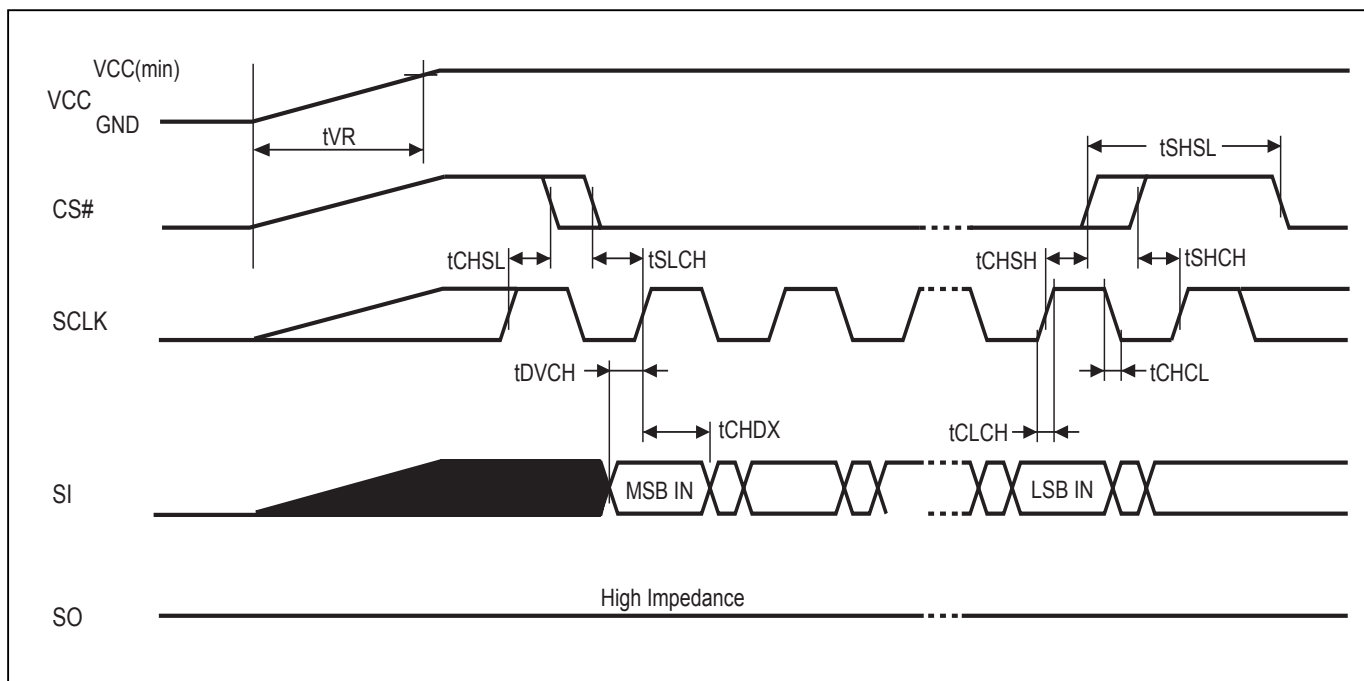 VCC(min)
VCC
GND
tVR
tSHSL
CS#
tCHSL
tSLCH
tCHSH
tSHCH
SCLK
tDVCH
tCHCL
tCHDX
tCLCH
SI
MSB IN
LSB IN
High Impedance
SO